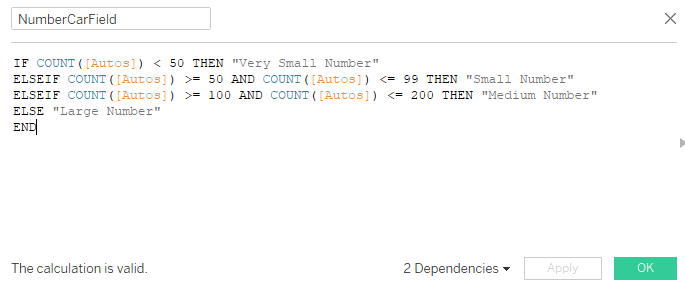 NumberCarField
IF COUNT([Autos]) < 50 THEN "Very Small Number"
ELSEIF COUNT([Autos]) >= 50 AND COUNT([Autos]) <= 99 THEN "Small Number"
ELSEIF COUNT([Autos]) >= 100 AND COUNT([Autos]) <= 200 THEN "Medium Number"
ELSE "Large Number"
END
The calculation is valid. 2 Dependencies Apply OK